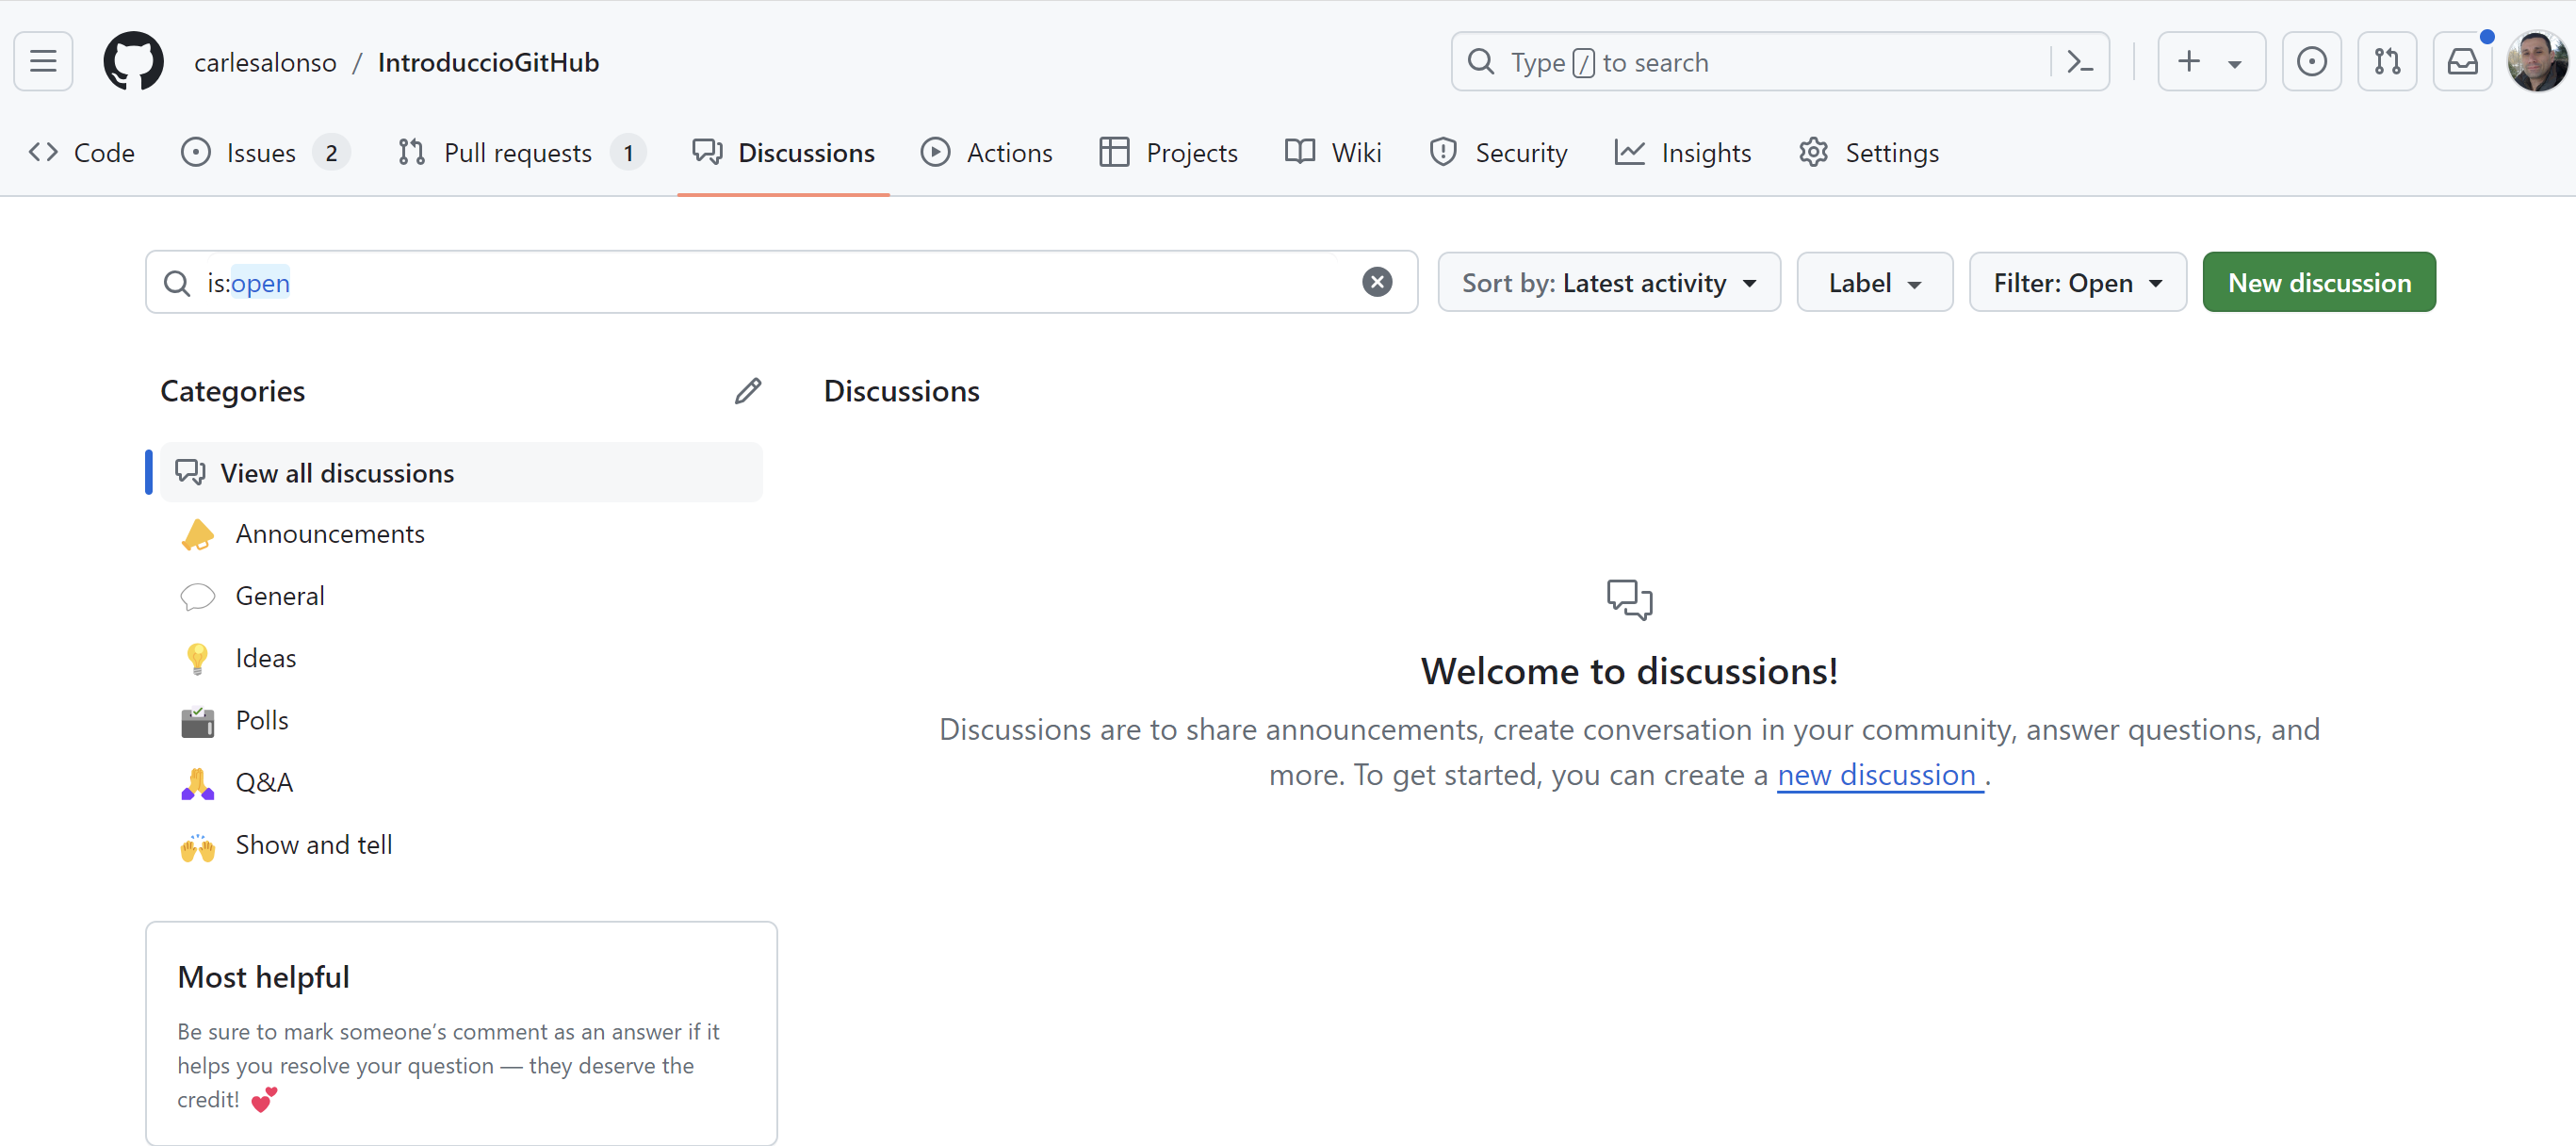 carlesalonso / IntroduccioGitHub
Type / to search
Code
Issues 2
Pull requests 1
Discussions
Actions
Projects
Wiki
Security
Insights
Settings
is:open
Sort by: Latest activity
Label
Filter: Open
New discussion
Categories
View all discussions
Announcements
General
Ideas
Polls
Q&A
Show and tell
Most helpful
Be sure to mark someone’s comment as an answer if it
helps you resolve your question — they deserve the
credit! 💕
Discussions
Welcome to discussions!
Discussions are to share announcements, create conversation in your community, answer questions, and
more. To get started, you can create a new discussion .